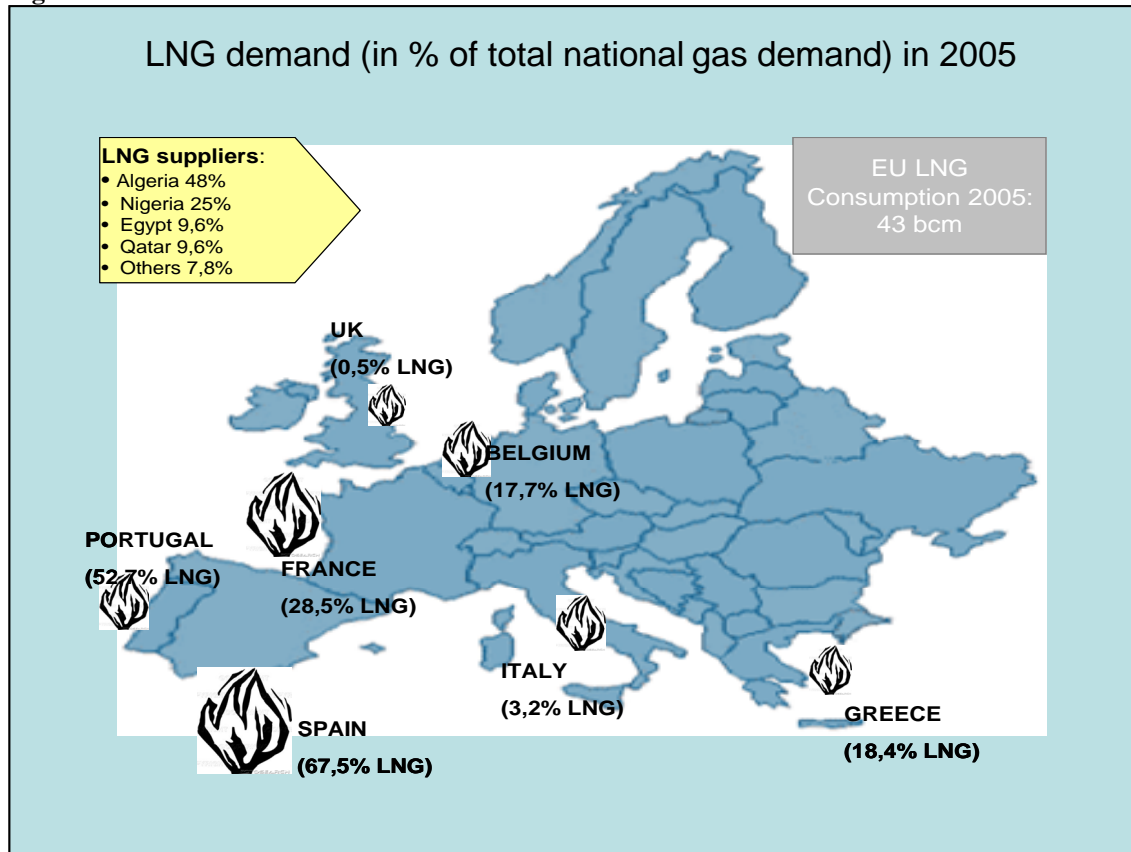 LNG demand (in % of total national gas demand) in 2005
LNG suppliers:
• Algeria 48%
• Nigeria 25%
• Egypt 9,6%
• Qatar 9,6%
• Others 7,8%
EU LNG
Consumption 2005:
43 bcm
UK
(0,5% LNG)
BELGIUM
(17,7% LNG)
PORTUGAL
(52,7% LNG)
FRANCE
(28,5% LNG)
ITALY
(3,2% LNG)
GREECE
(18,4% LNG)
SPAIN
(67,5% LNG)